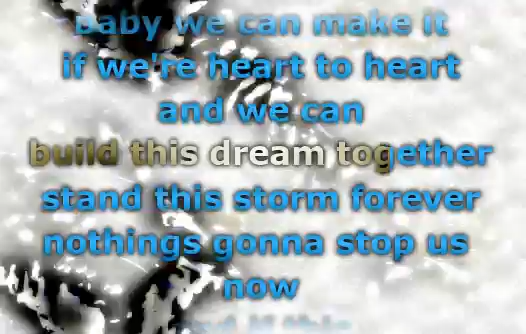 Baby we can make it
if we're heart to heart
and we can
build this dream together
stand this storm forever
nothings gonna stop us
now